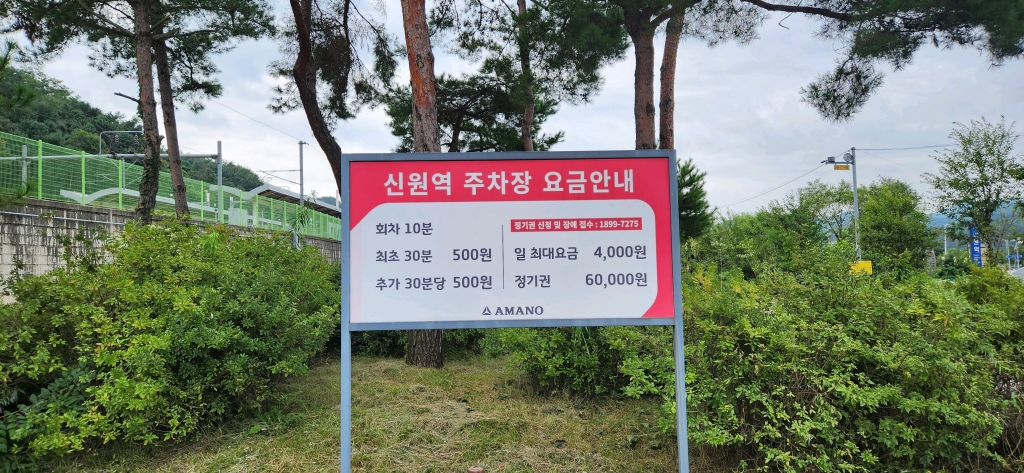 신원역 주차장 요금안내
회차 10분
최초 30분 500원
추가 30분당 500원
정기권 신청 및 장애 접수 : 1899-7275
일 최대요금 4,000원
정기권 60,000원
AMANO